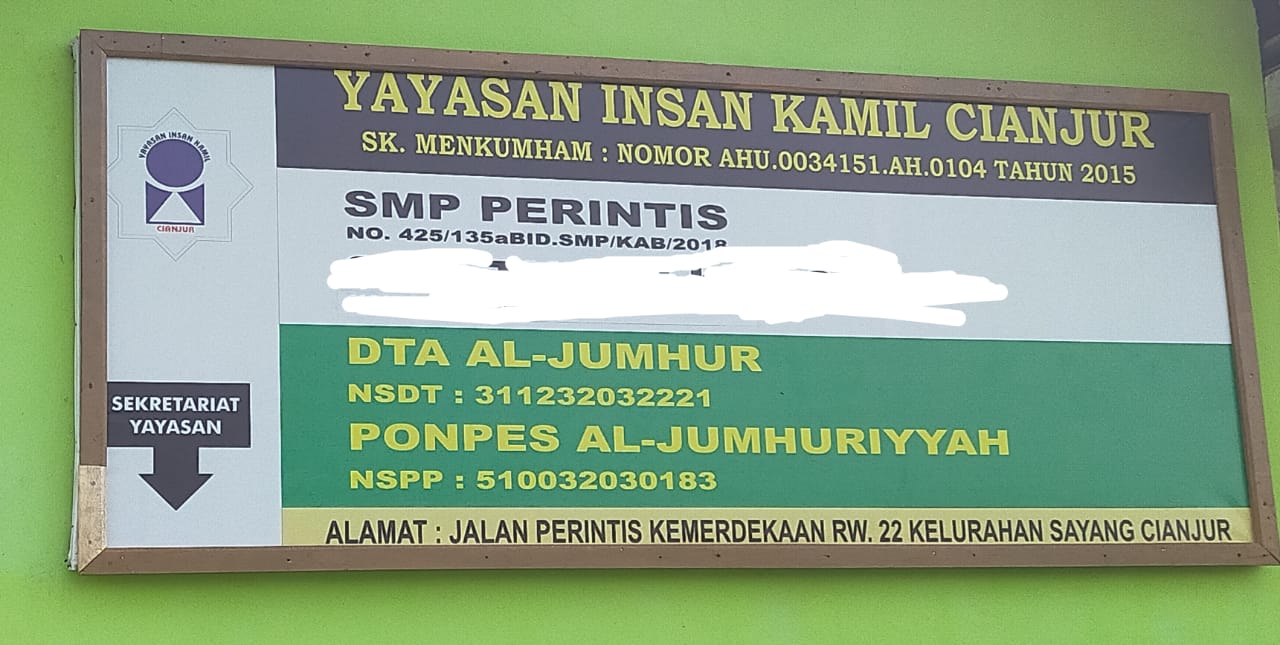 YAYASAN INSAN KAMIL
CIANJUR
SEKRETARIAT
YAYASAN
YAYASAN INSAN KAMIL CIANJUR
SK. MENKUMHAM : NOMOR AHU.0034151.AH.0104 TAHUN 2015
SMP PERINTIS
NO. 425/135aBID.SMP/KAB/2018
DTA AL-JUMHUR
NSDT : 311232032221
PONPES AL-JUMHURIYYAH
NSPP : 510032030183
ALAMAT : JALAN PERINTIS KEMERDEKAAN RW. 22 KELURAHAN SAYANG CIANJUR